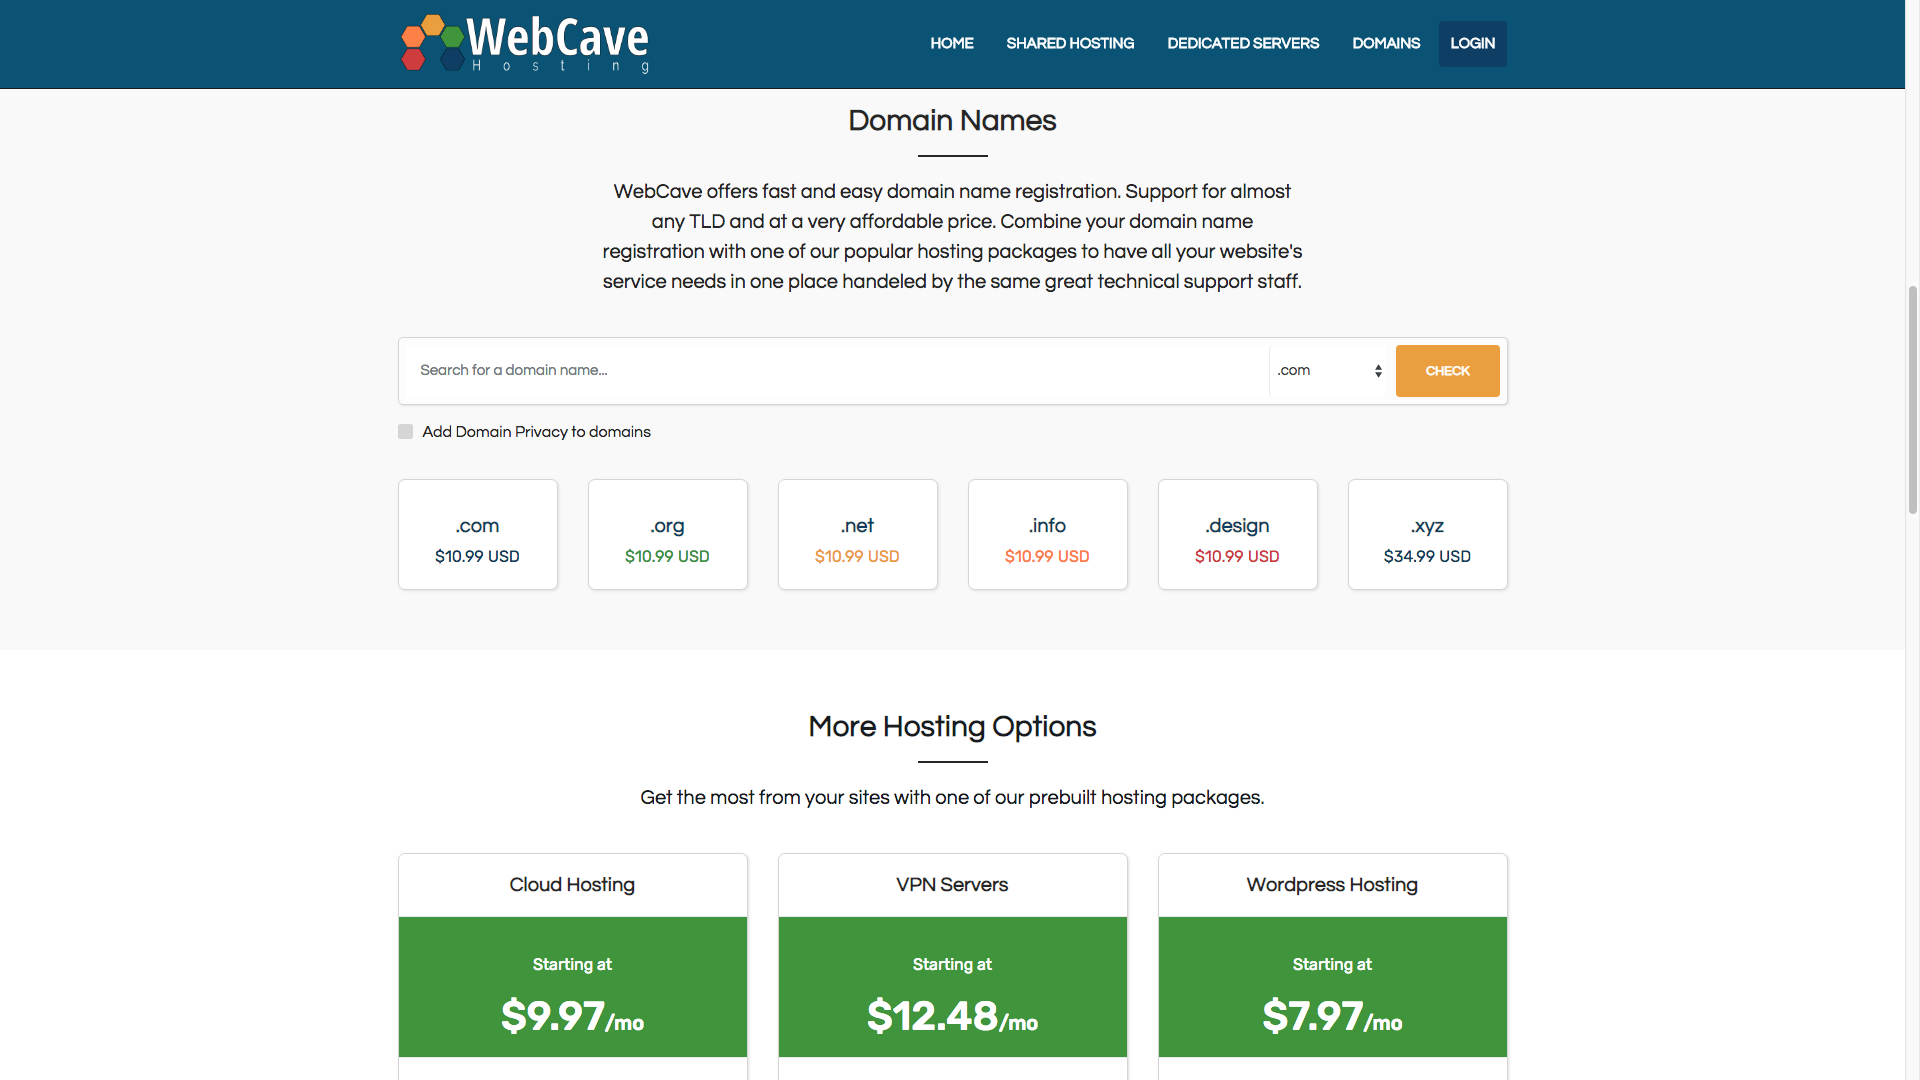 WebCave
Hosting
HOME
SHARED HOSTING
DEDICATED SERVERS
DOMAINS
LOGIN
Domain Names
WebCave offers fast and easy domain name registration. Support for almost
any TLD and at a very affordable price. Combine your domain name
registration with one of our popular hosting packages to have all your website's
service needs in one place handeled by the same great technical support staff.
Search for a domain name...
.com
CHECK
Add Domain Privacy to domains
.com
$10.99 USD
.org
$10.99 USD
.net
$10.99 USD
.info
$10.99 USD
.design
$10.99 USD
.xyz
$34.99 USD
More Hosting Options
Get the most from your sites with one of our prebuilt hosting packages.
Cloud Hosting
Starting at
$9.97/mo
VPN Servers
Starting at
$12.48/mo
Wordpress Hosting
Starting at
$7.97/mo